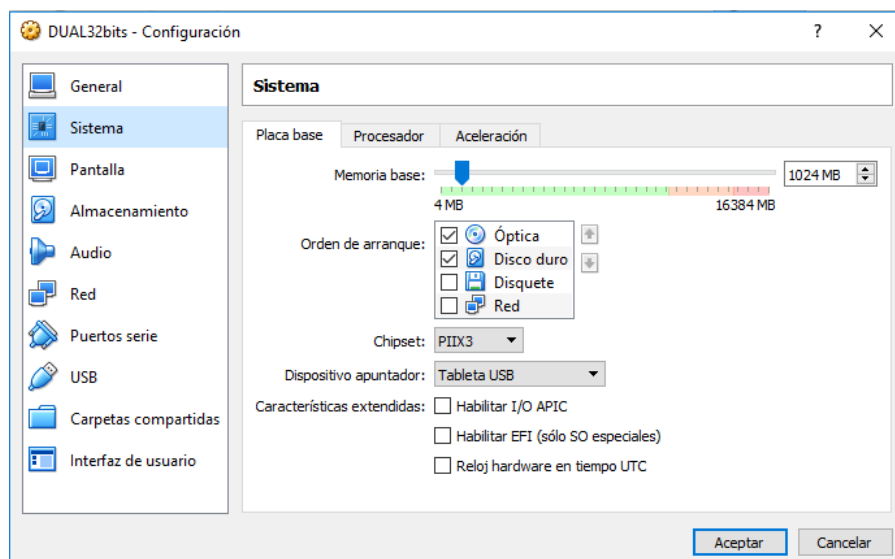 DUAL32bits - Configuración
?
General
Sistema
Pantalla
Almacenamiento
Audio
Red
Puertos serie
USB
Carpetas compartidas
Interfaz de usuario
Sistema
Placa base Procesador Aceleración
Memoria base: 1024 MB
4 MB 16384 MB
Orden de arranque: Óptica
Disco duro
Disquete
Red
Chipset: PIIX3
Dispositivo apuntador: Tableta USB
Características extendidas: Habilitar I/O APIC
Habilitar EFI (sólo SO especiales)
Reloj hardware en tiempo UTC
Aceptar Cancelar